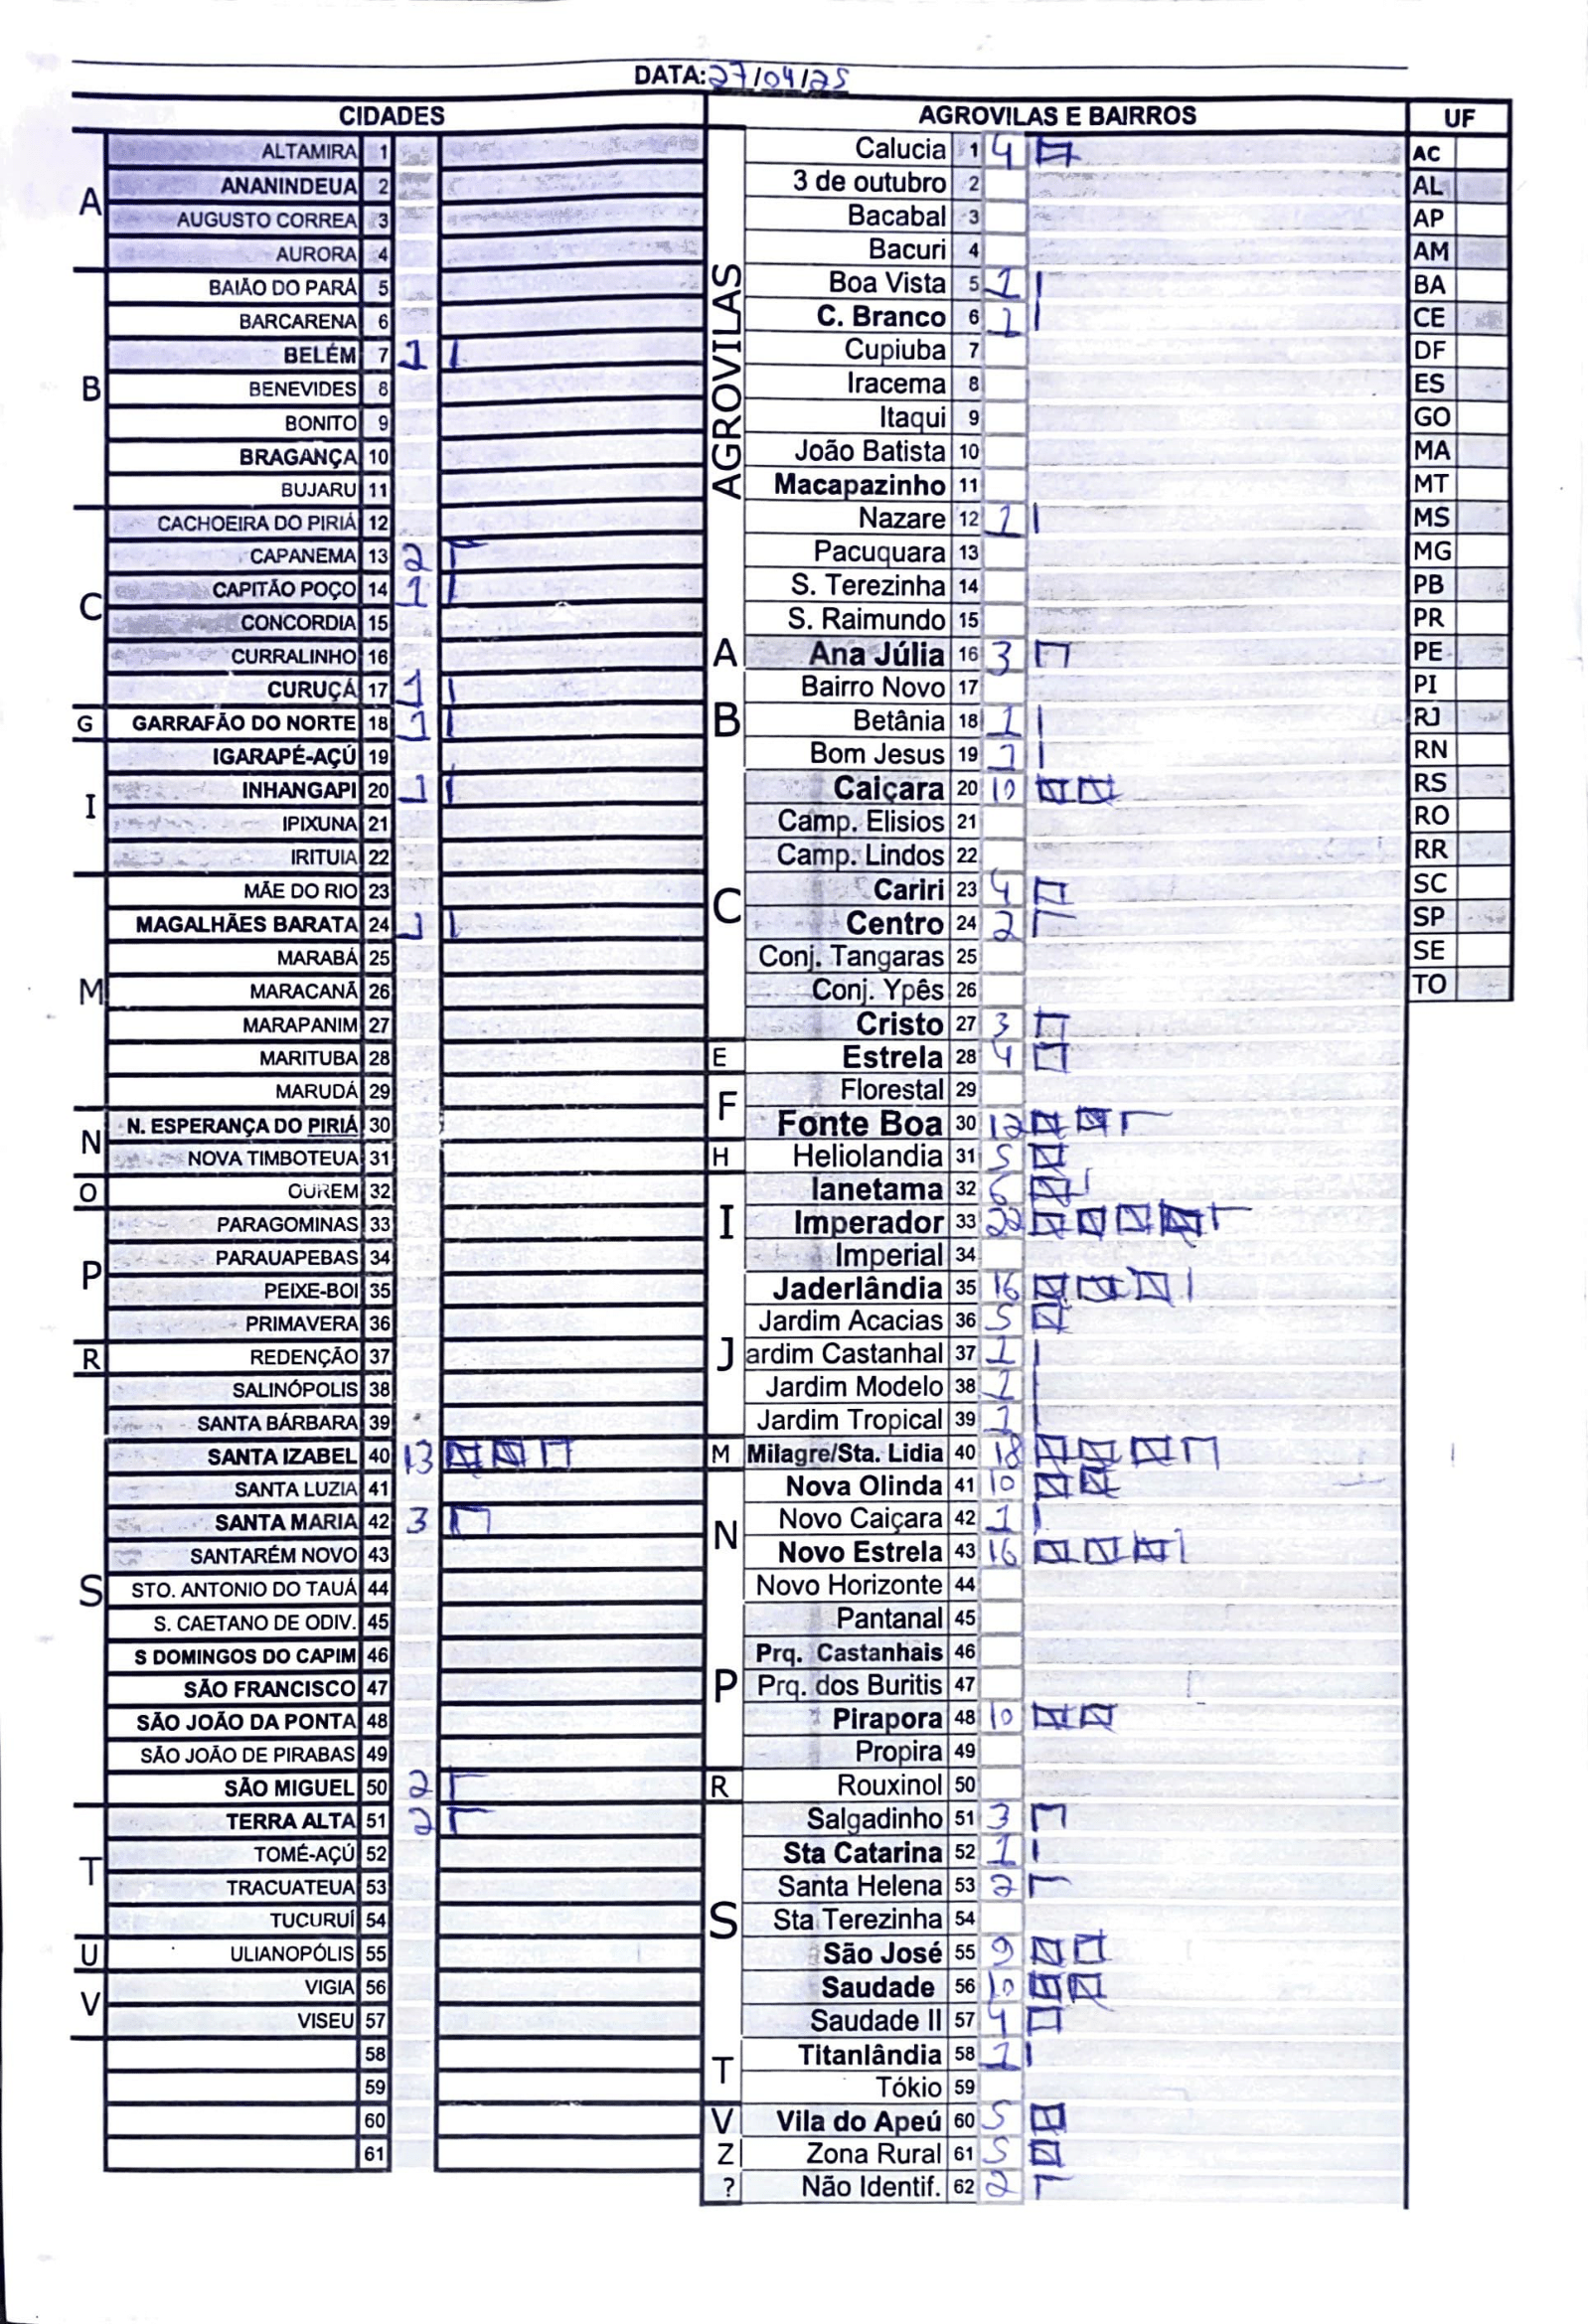 DATA: 27/04/25
CIDADES
A
ALTAMIRA 1
ANANINDEUA 2
AUGUSTO CORREA 3
AURORA 4
B
BAIÃO DO PARÁ 5
BARCARENA 6
BELÉM 7 1
BENEVIDES 8
BONITO 9
BRAGANÇA 10
BUJARU 11
C
CACHOEIRA DO PIRIÁ 12
CAPANEMA 13 2
CAPITÃO POÇO 14 1
CONCORDIA 15
CURRALINHO 16
CURUÇÁ 17 1
G
GARRAFÃO DO NORTE 18 1
I
IGARAPÉ-AÇÚ 19
INHANGAPI 20 1
IPIXUNA 21
IRITUIA 22
M
MÃE DO RIO 23
MAGALHÃES BARATA 24 1
MARABÁ 25
MARACANÃ 26
MARAPANIM 27
MARITUBA 28
MARUDÁ 29
N
N. ESPERANÇA DO PIRIÁ 30
NOVA TIMBOTEUA 31
O
OUREM 32
P
PARAGOMINAS 33
PARAUAPEBAS 34
PEIXE-BOI 35
PRIMAVERA 36
R
REDENÇÃO 37
S
SALINÓPOLIS 38
SANTA BÁRBARA 39
SANTA IZABEL 40 13
SANTA LUZIA 41
SANTA MARIA 42 3
SANTARÉM NOVO 43
STO. ANTONIO DO TAUÁ 44
S. CAETANO DE ODIV. 45
S DOMINGOS DO CAPIM 46
SÃO FRANCISCO 47
SÃO JOÃO DA PONTA 48
SÃO JOÃO DE PIRABAS 49
SÃO MIGUEL 50 2
T
TERRA ALTA 51 2
TOMÉ-AÇÚ 52
TRACUATEUA 53
TUCURUÍ 54
U
ULIANOPÓLIS 55
V
VIGIA 56
VISEU 57
58
59
60
61
AGROVILAS E BAIRROS
AGROVILAS
Calucia 1 4
3 de outubro 2
Bacabal 3
Bacuri 4
Boa Vista 5 1
C. Branco 6 1
Cupiuba 7
Iracema 8
Itaqui 9
João Batista 10
Macapazinho 11
Nazare 12 1
Pacuquara 13
S. Terezinha 14
S. Raimundo 15
A
Ana Júlia 16 3
B
Bairro Novo 17
Betânia 18 1
Bom Jesus 19 1
C
Caiçara 20 10
Camp. Elisios 21
Camp. Lindos 22
Cariri 23 4
Centro 24 2
Conj. Tangaras 25
Conj. Ypês 26
Cristo 27 3
E
Estrela 28 4
F
Florestal 29
Fonte Boa 30 12
H
Heliolandia 31 5
I
Ianetama 32 6
Imperador 33 22
Imperial 34
J
Jaderlândia 35 16
Jardim Acacias 36 5
ardim Castanhal 37 1
Jardim Modelo 38 1
Jardim Tropical 39 1
M
Milagre/Sta. Lidia 40 18
N
Nova Olinda 41 10
Novo Caiçara 42 1
Novo Estrela 43 16
Novo Horizonte 44
P
Pantanal 45
Prq. Castanhais 46
Prq. dos Buritis 47
Pirapora 48 10
Propira 49
R
Rouxinol 50
S
Salgadinho 51 3
Sta Catarina 52 1
Santa Helena 53 2
Sta Terezinha 54
São José 55 9
Saudade 56 10
Saudade II 57 4
T
Titanlândia 58 1
Tókio 59
V
Vila do Apeú 60 5
Z
Zona Rural 61 5
?
Não Identif. 62 2
UF
AC
AL
AP
AM
BA
CE
DF
ES
GO
MA
MT
MS
MG
PB
PR
PE
PI
RJ
RN
RS
RO
RR
SC
SP
SE
TO